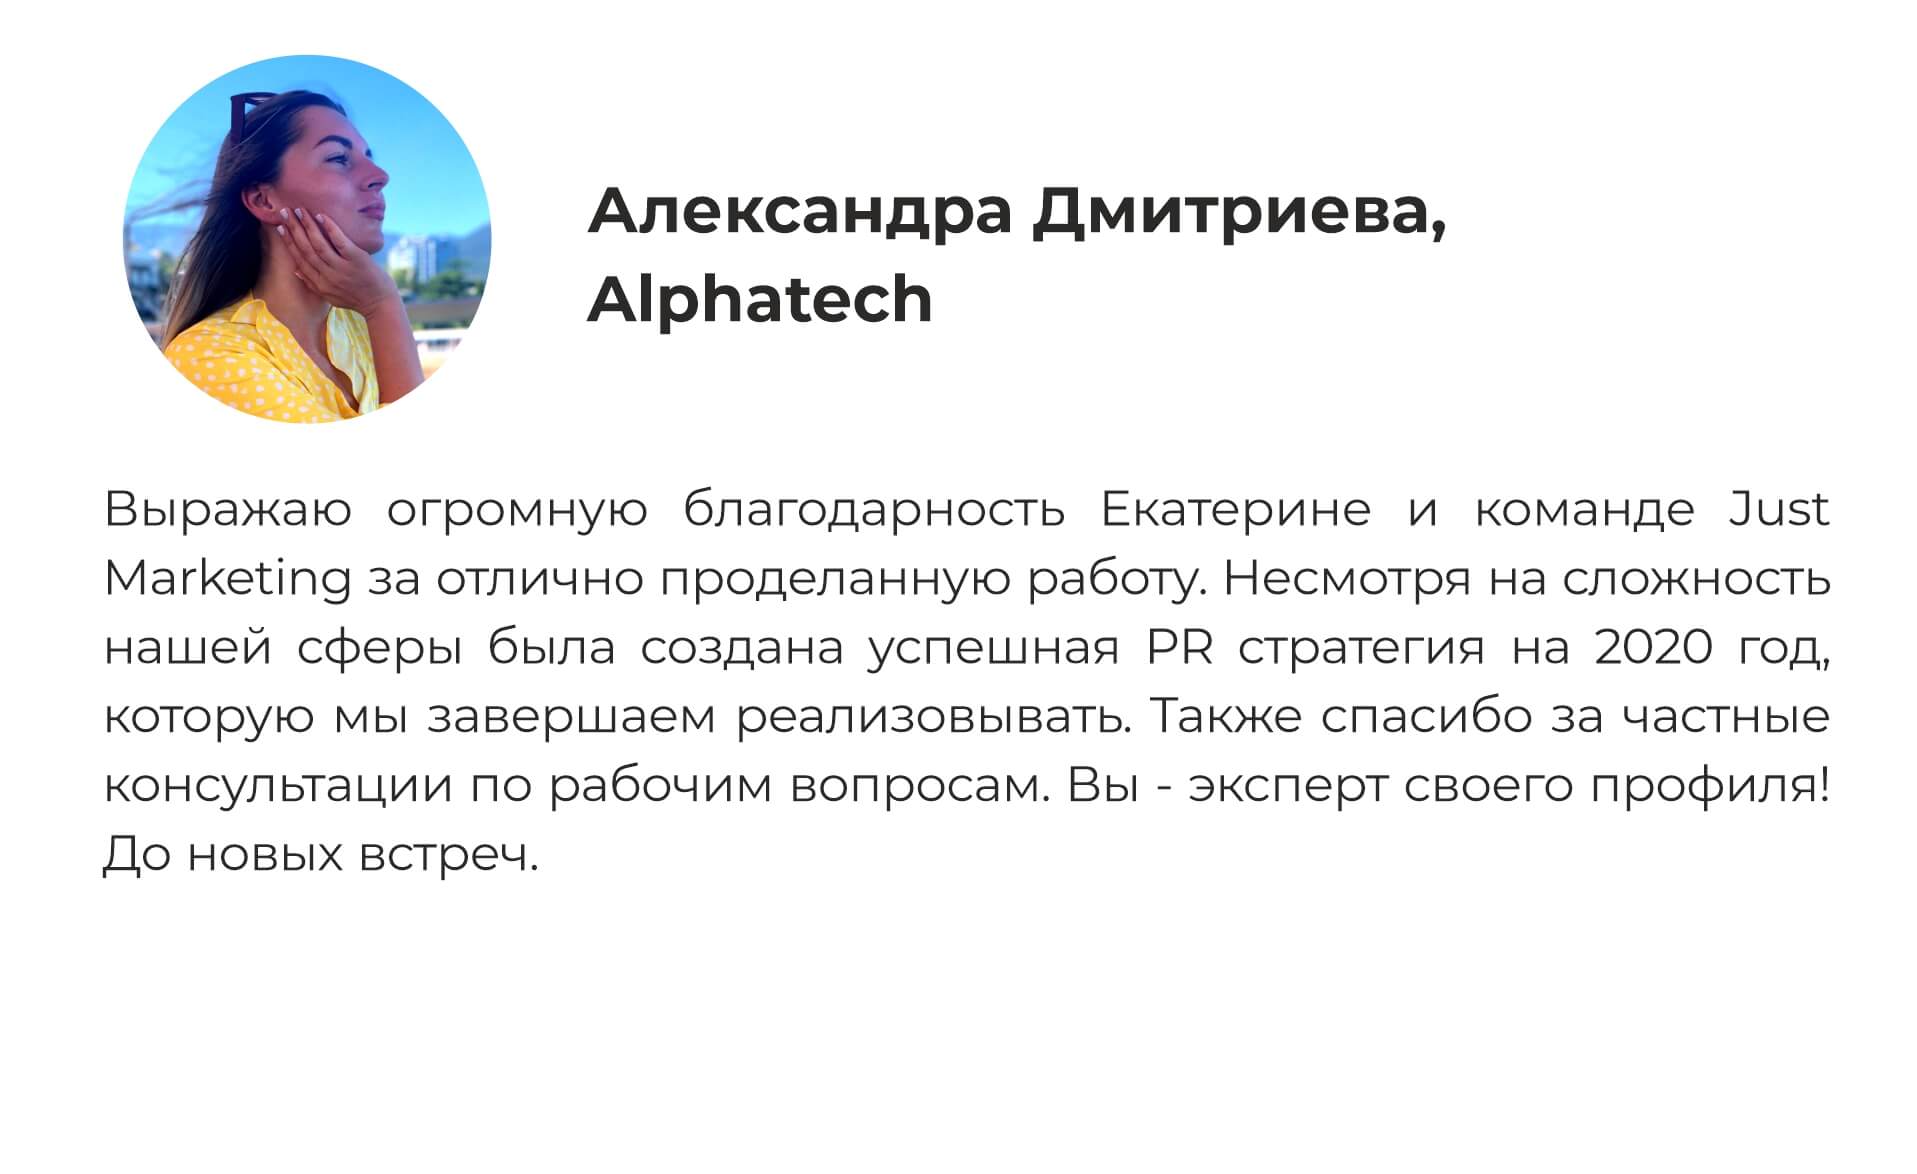 Александра Дмитриева,
Alphatech
Выражаю огромную благодарность Екатерине и команде Just
Marketing за отлично проделанную работу. Несмотря на сложность
нашей сферы была создана успешная PR стратегия на 2020 год,
которую мы завершаем реализовывать. Также спасибо за частные
консультации по рабочим вопросам. Вы - эксперт своего профиля!
До новых встреч.